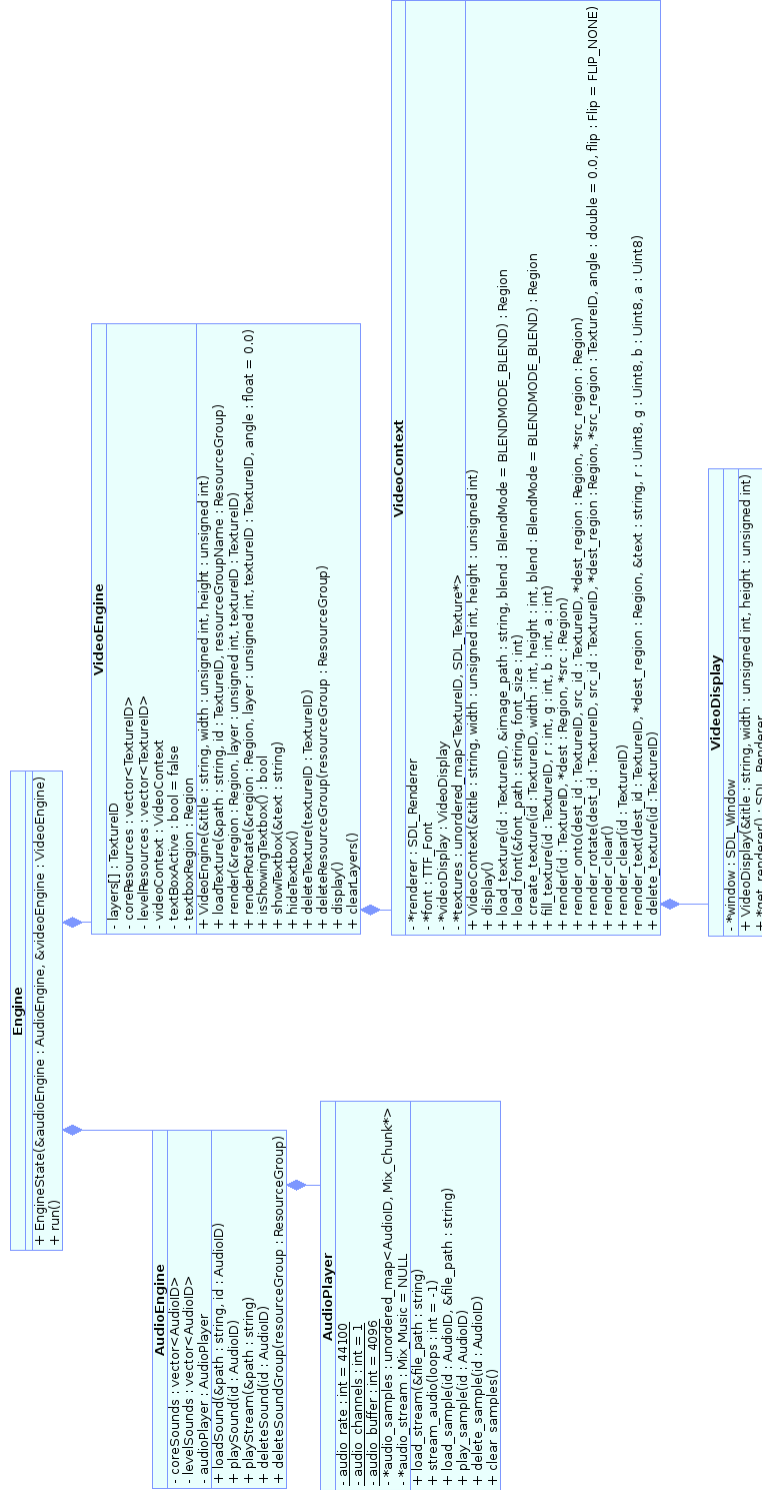 Engine
+ EngineState(&audioEngine : AudioEngine, &videoEngine : VideoEngine)
+ run()
VideoEngine
- layers[] : TextureID
- coreResources : vector<TextureID>
- levelResources : vector<TextureID>
- videoContext : VideoContext
- textBoxActive : bool = false
- textboxRegion : Region
+ VideoEngine(&title : string, width : unsigned int, height : unsigned int)
+ loadTexture(&path : string, id : TextureID, resourceGroupName : ResourceGroup)
+ render(&region : Region, layer : unsigned int, textureID : TextureID)
+ renderRotate(&region : Region, layer : unsigned int, textureID : TextureID, angle : float = 0.0)
+ isShowingTextbox() : bool
+ showTextbox(&text : string)
+ hideTextbox()
+ deleteTexture(textureID : TextureID)
+ deleteResourceGroup(resourceGroup : ResourceGroup)
+ display()
+ clearLayers()
AudioEngine
- coreSounds : vector<AudioID>
- levelSounds : vector<AudioID>
- audioPlayer : AudioPlayer
+ loadSound(&path : string, id : AudioID)
+ playSound(id : AudioID)
+ playStream(&path : string)
+ deleteSound(id : AudioID)
+ deleteSoundGroup(resourceGroup : ResourceGroup)
AudioPlayer
- audio_rate : int = 44100
- audio_channels : int = 1
- audio_buffer : int = 4096
- *audio_samples : unordered_map<AudioID, Mix_Chunk*>
- *audio_stream : Mix_Music = NULL
+ load_stream(&file_path : string)
+ stream_audio(loops : int = -1)
+ load_sample(id : AudioID, &file_path : string)
+ play_sample(id : AudioID)
+ delete_sample(id : AudioID)
+ clear_samples()
VideoContext
- *renderer : SDL_Renderer
- *font : TTF_Font
- *videoDisplay : VideoDisplay
- *textures : unordered_map<TextureID, SDL_Texture*>
+ VideoContext(&title : string, width : unsigned int, height : unsigned int)
+ display()
+ load_texture(id : TextureID, &image_path : string, blend : BlendMode = BLENDMODE_BLEND) : Region
+ load_font(&font_path : string, font_size : int)
+ create_texture(id : TextureID, width : int, height : int, blend : BlendMode = BLENDMODE_BLEND) : Region
+ fill_texture(id : TextureID, r : int, g : int, b : int, a : int)
+ render(id : TextureID, *dest : Region, *src : Region)
+ render_onto(dest_id : TextureID, src_id : TextureID, *dest_region : Region, *src_region : Region)
+ render_rotate(dest_id : TextureID, src_id : TextureID, *dest_region : Region, *src_region : TextureID, angle : double = 0.0, flip : Flip = FLIP_NONE)
+ render_clear()
+ render_clear(id : TextureID)
+ render_text(dest_id : TextureID, *dest_region : Region, &text : string, r : Uint8, g : Uint8, b : Uint8, a : Uint8)
+ delete_texture(id : TextureID)
VideoDisplay
- *window : SDL_Window
+ VideoDisplay(&title : string, width : unsigned int, height : unsigned int)
+ *get_renderer() : SDL_Renderer